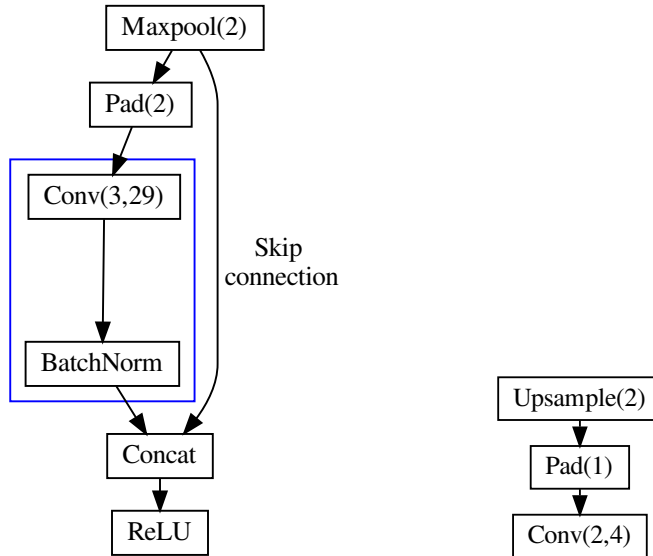 Maxpool(2)
Pad(2)
Conv(3,29)
Skip
connection
BatchNorm
Concat
ReLU
Upsample(2)
Pad(1)
Conv(2,4)